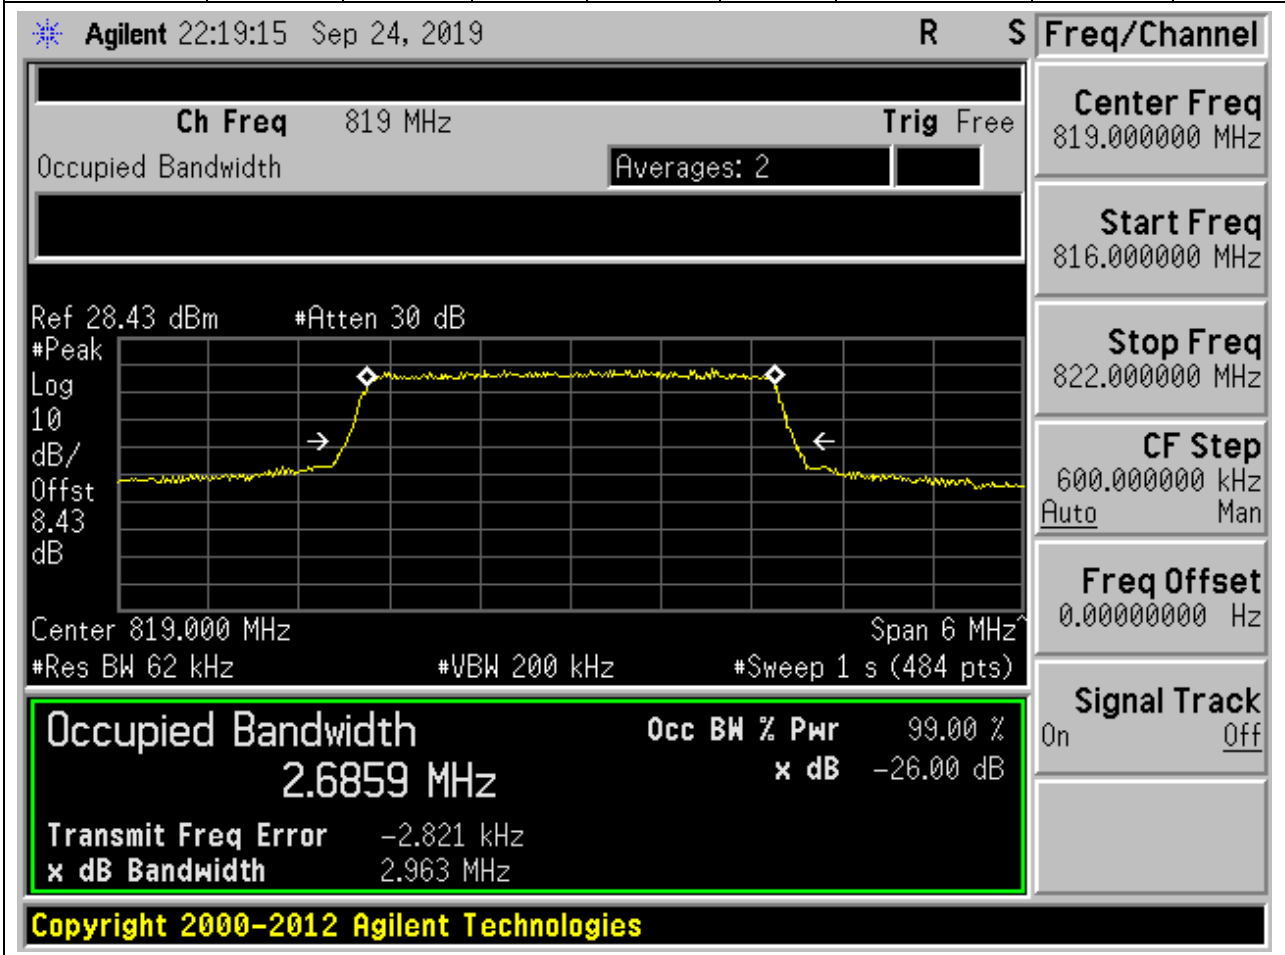 Agilent 22:19:15 Sep 24, 2019 R S Freq/Channel
Ch Freq 819 MHz Trig Free
Occupied Bandwidth Averages: 2
Center Freq
819.000000 MHz
Start Freq
816.000000 MHz
Stop Freq
822.000000 MHz
CF Step
600.000000 kHz
Auto Man
Freq Offset
0.00000000 Hz
Signal Track
On Off
Ref 28.43 dBm #Atten 30 dB
#Peak
Log
10
dB/
Offst
8.43
dB
Center 819.000 MHz Span 6 MHz^
#Res BW 62 kHz #VBW 200 kHz #Sweep 1 s (484 pts)
Occupied Bandwidth Occ BW % Pwr 99.00 %
2.6859 MHz x dB -26.00 dB
Transmit Freq Error -2.821 kHz
x dB Bandwidth 2.963 MHz
Copyright 2000-2012 Agilent Technologies